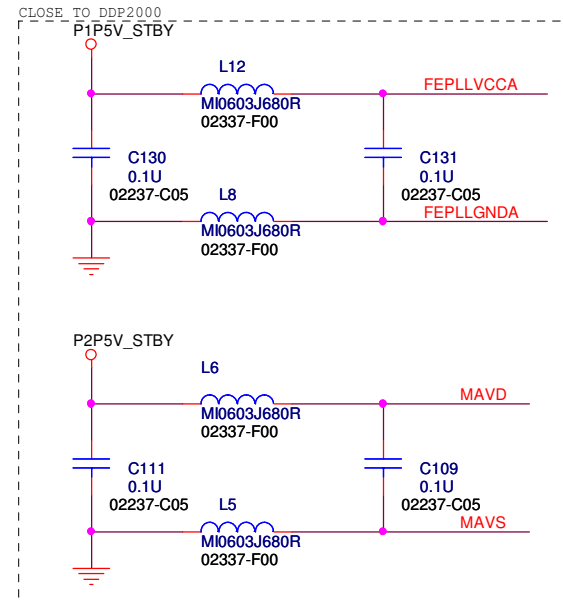 CLOSE TO DDP2000
P1P5V_STBY
L12
MI0603J680R
02337-F00
FEPLLVCCA
C130
0.1U
02237-C05
C131
0.1U
02237-C05
L8
MI0603J680R
02337-F00
FEPLLGNDA
P2P5V_STBY
L6
MI0603J680R
02337-F00
MAVD
C111
0.1U
02237-C05
C109
0.1U
02237-C05
L5
MI0603J680R
02337-F00
MAVS